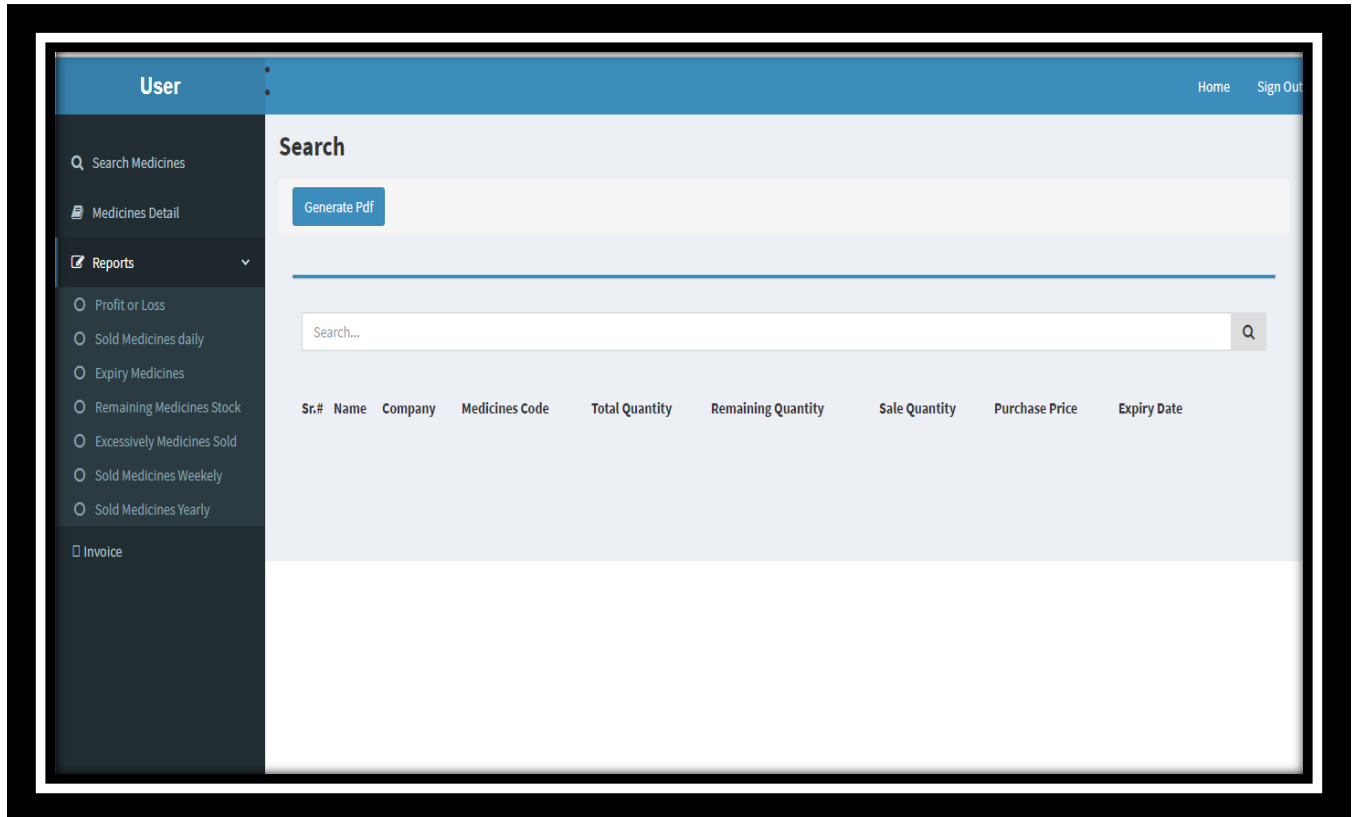 User
Home Sign Out
Search Medicines
Medicines Detail
Reports
Profit or Loss
Sold Medicines daily
Expiry Medicines
Remaining Medicines Stock
Excessively Medicines Sold
Sold Medicines Weekely
Sold Medicines Yearly
Invoice
Search
Generate Pdf
Search...
Sr.# Name Company Medicines Code Total Quantity Remaining Quantity Sale Quantity Purchase Price Expiry Date